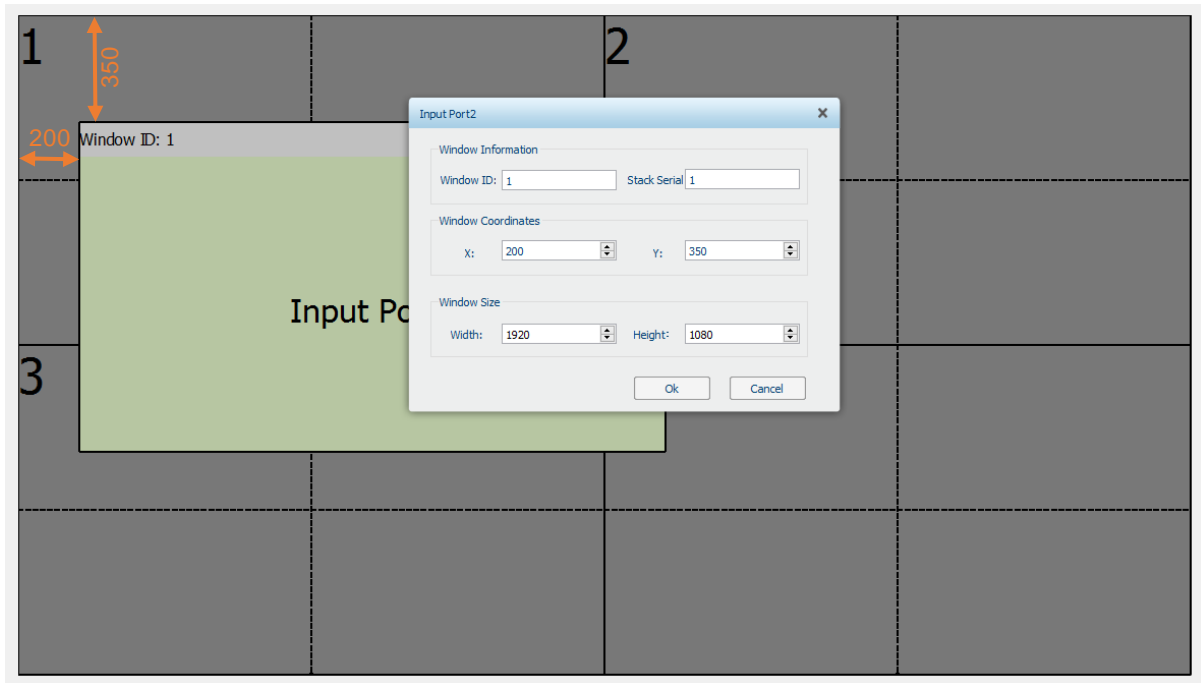 1
2
350
Input Port2
200
Window ID: 1
Window Information
Window ID: 1 Stack Serial 1
Window Coordinates
X: 200 Y: 350
Input Po
Window Size
Width: 1920 Height: 1080
3
Ok Cancel